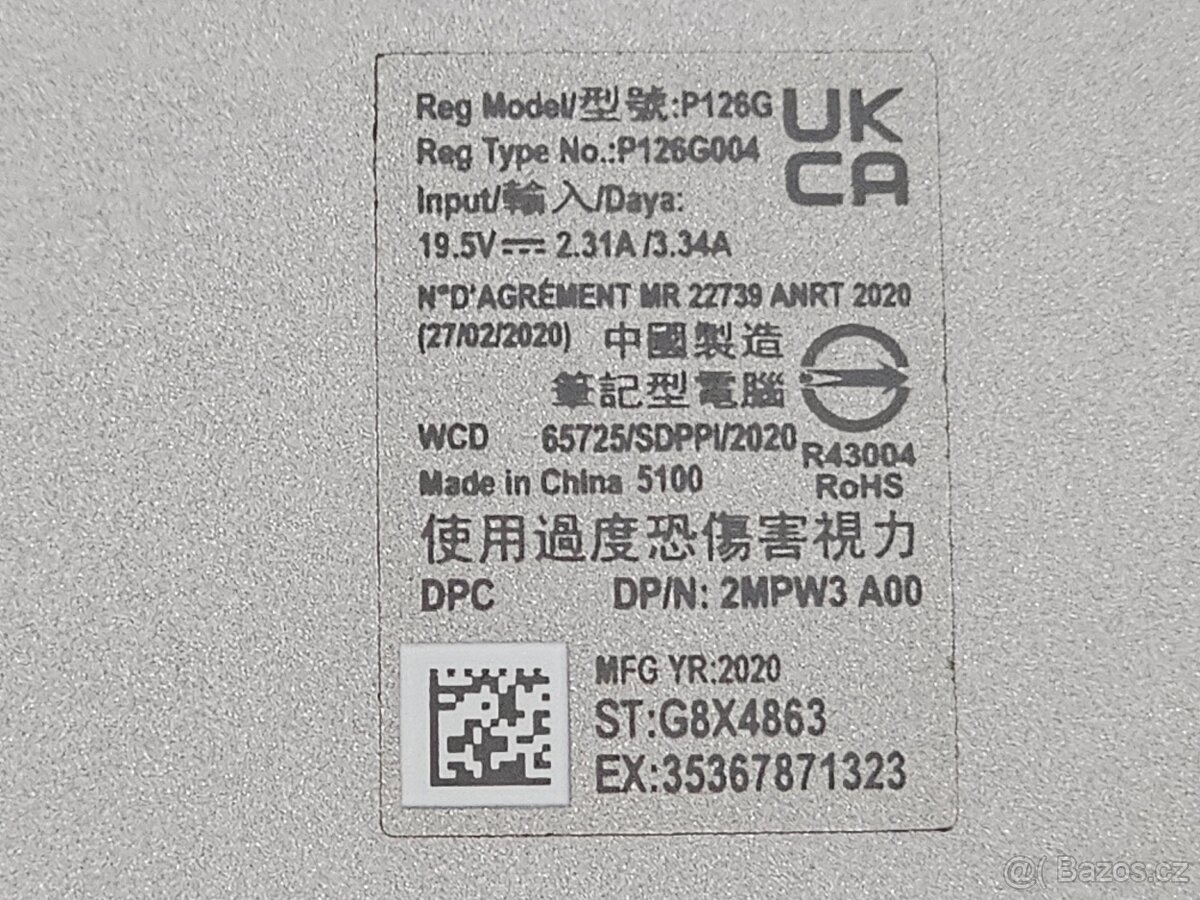 Reg Model/型號:P126G
Reg Type No.:P126G004
UK
CA
Input/輸入/Daya:
19.5V⎓ 2.31A /3.34A
N°D'AGRÉMENT MR 22739 ANRT 2020
(27/02/2020) 中國製造
筆記型電腦
WCD 65725/SDPPI/2020
R43004
RoHS
Made in China 5100
使用過度恐傷害視力
DPC DP/N: 2MPW3 A00
MFG YR:2020
ST:G8X4863
EX:35367871323
@( Bazos.cz